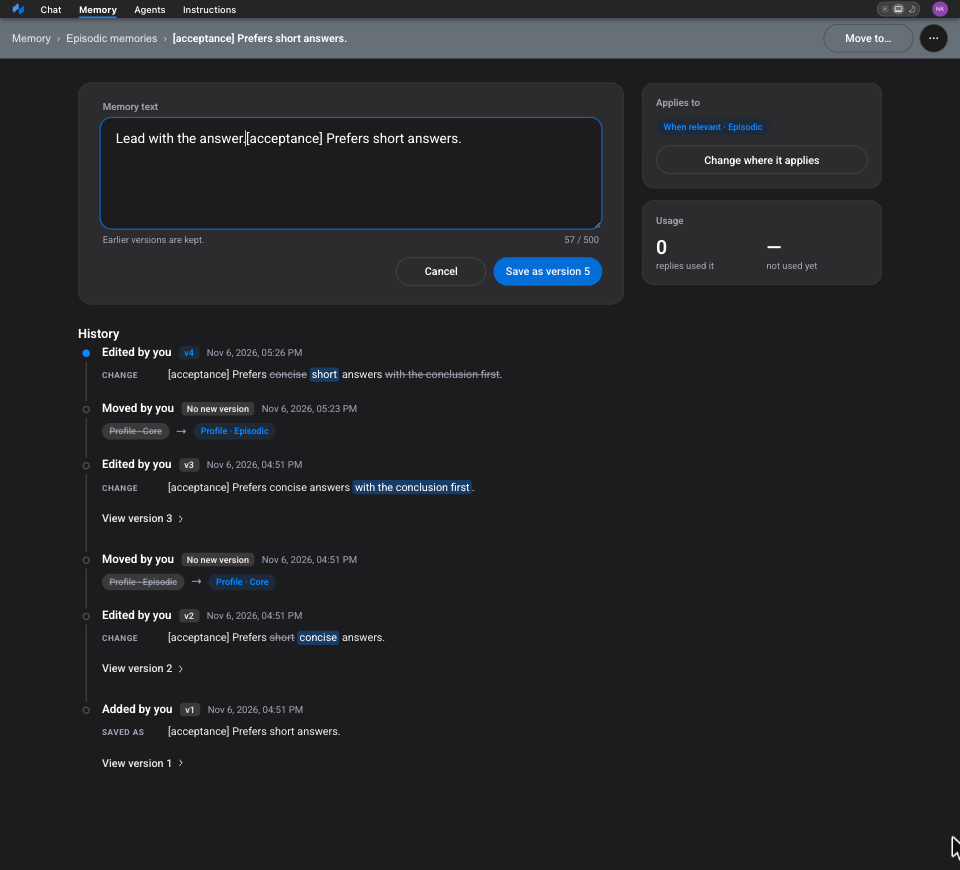 Chat Memory Agents Instructions NK
Memory › Episodic memories › [acceptance] Prefers short answers.
Move to... ...
Memory text
Lead with the answer.[acceptance] Prefers short answers.
Earlier versions are kept. 57 / 500
Cancel Save as version 5
Applies to
When relevant · Episodic
Change where it applies
Usage
0 —
replies used it not used yet
History
Edited by you v4 Nov 6, 2026, 05:26 PM
CHANGE [acceptance] Prefers concise short answers with the conclusion first.
Moved by you No new version Nov 6, 2026, 05:23 PM
Profile · Core → Profile · Episodic
Edited by you v3 Nov 6, 2026, 04:51 PM
CHANGE [acceptance] Prefers concise answers with the conclusion first.
View version 3 ›
Moved by you No new version Nov 6, 2026, 04:51 PM
Profile · Episodic → Profile · Core
Edited by you v2 Nov 6, 2026, 04:51 PM
CHANGE [acceptance] Prefers short concise answers.
View version 2 ›
Added by you v1 Nov 6, 2026, 04:51 PM
SAVED AS [acceptance] Prefers short answers.
View version 1 ›